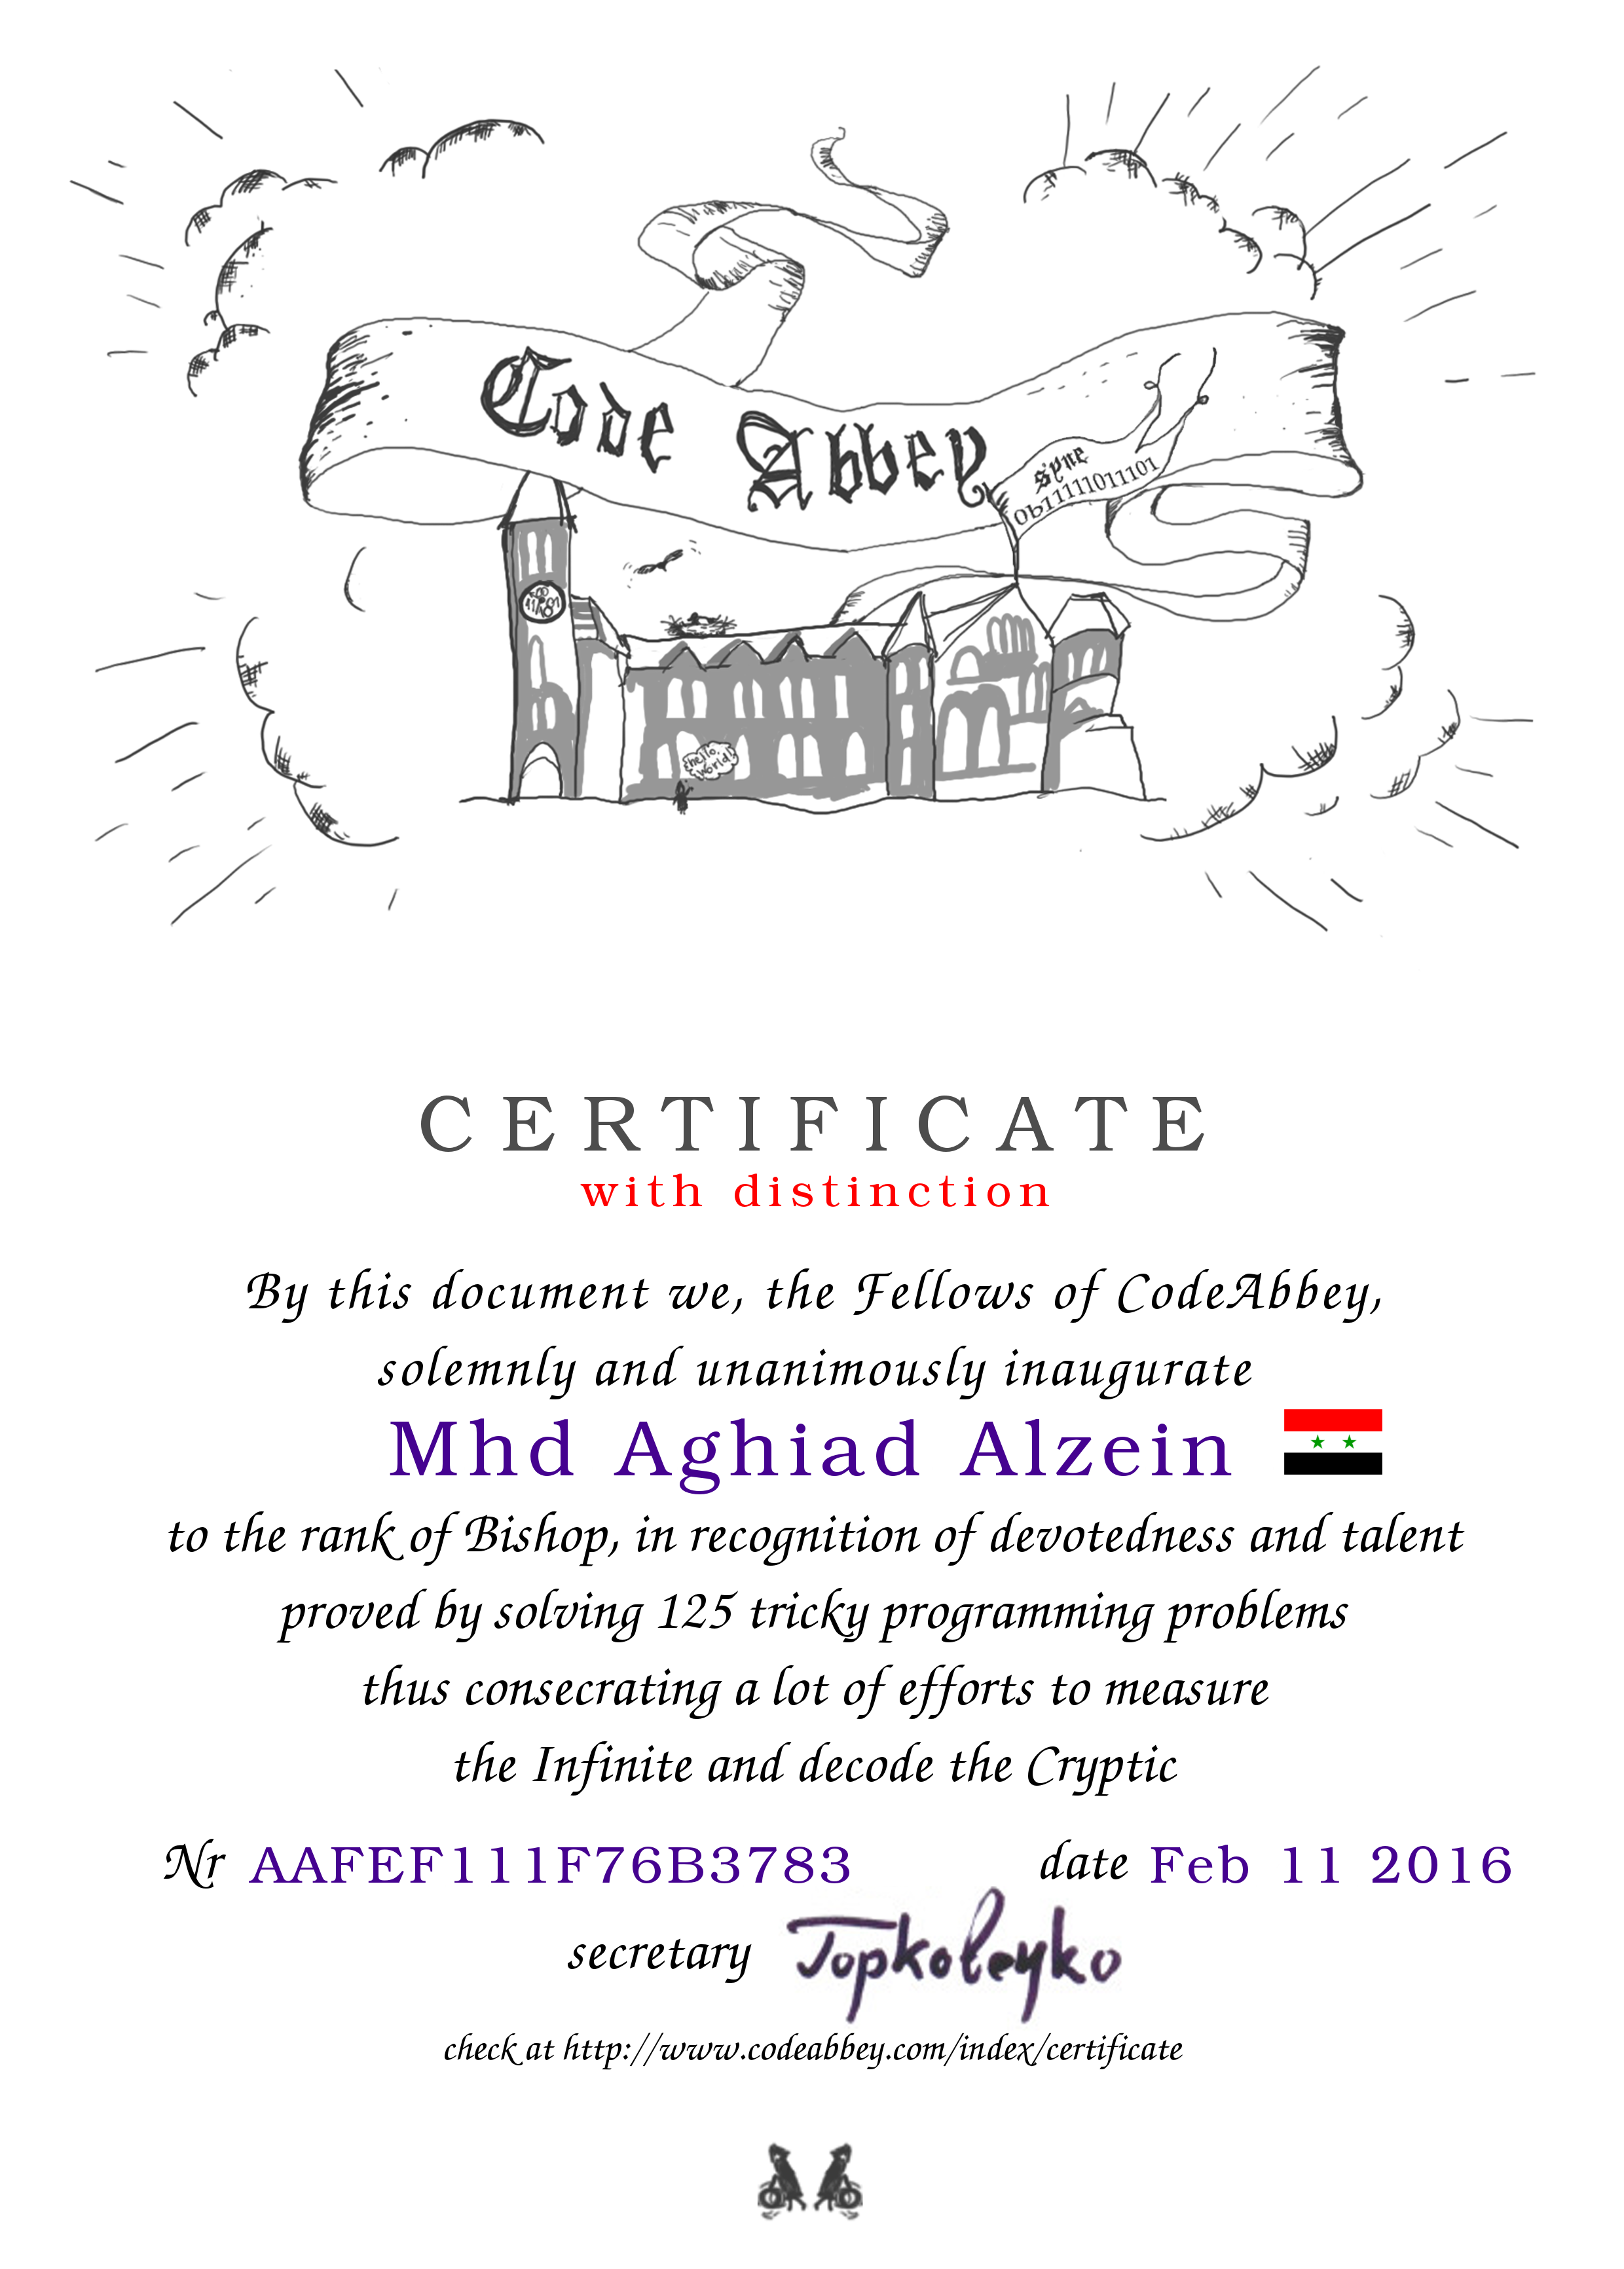 Code Abbey
syne
0b11111011101
hello,
world!
CERTIFICATE
with distinction
By this document we, the Fellows of CodeAbbey,
solemnly and unanimously inaugurate
Mhd Aghiad Alzein
to the rank of Bishop, in recognition of devotedness and talent
proved by solving 125 tricky programming problems
thus consecrating a lot of efforts to measure
the Infinite and decode the Cryptic
Nr AAFEF111F76B3783 date Feb 11 2016
secretary
check at http://www.codeabbey.com/index/certificate